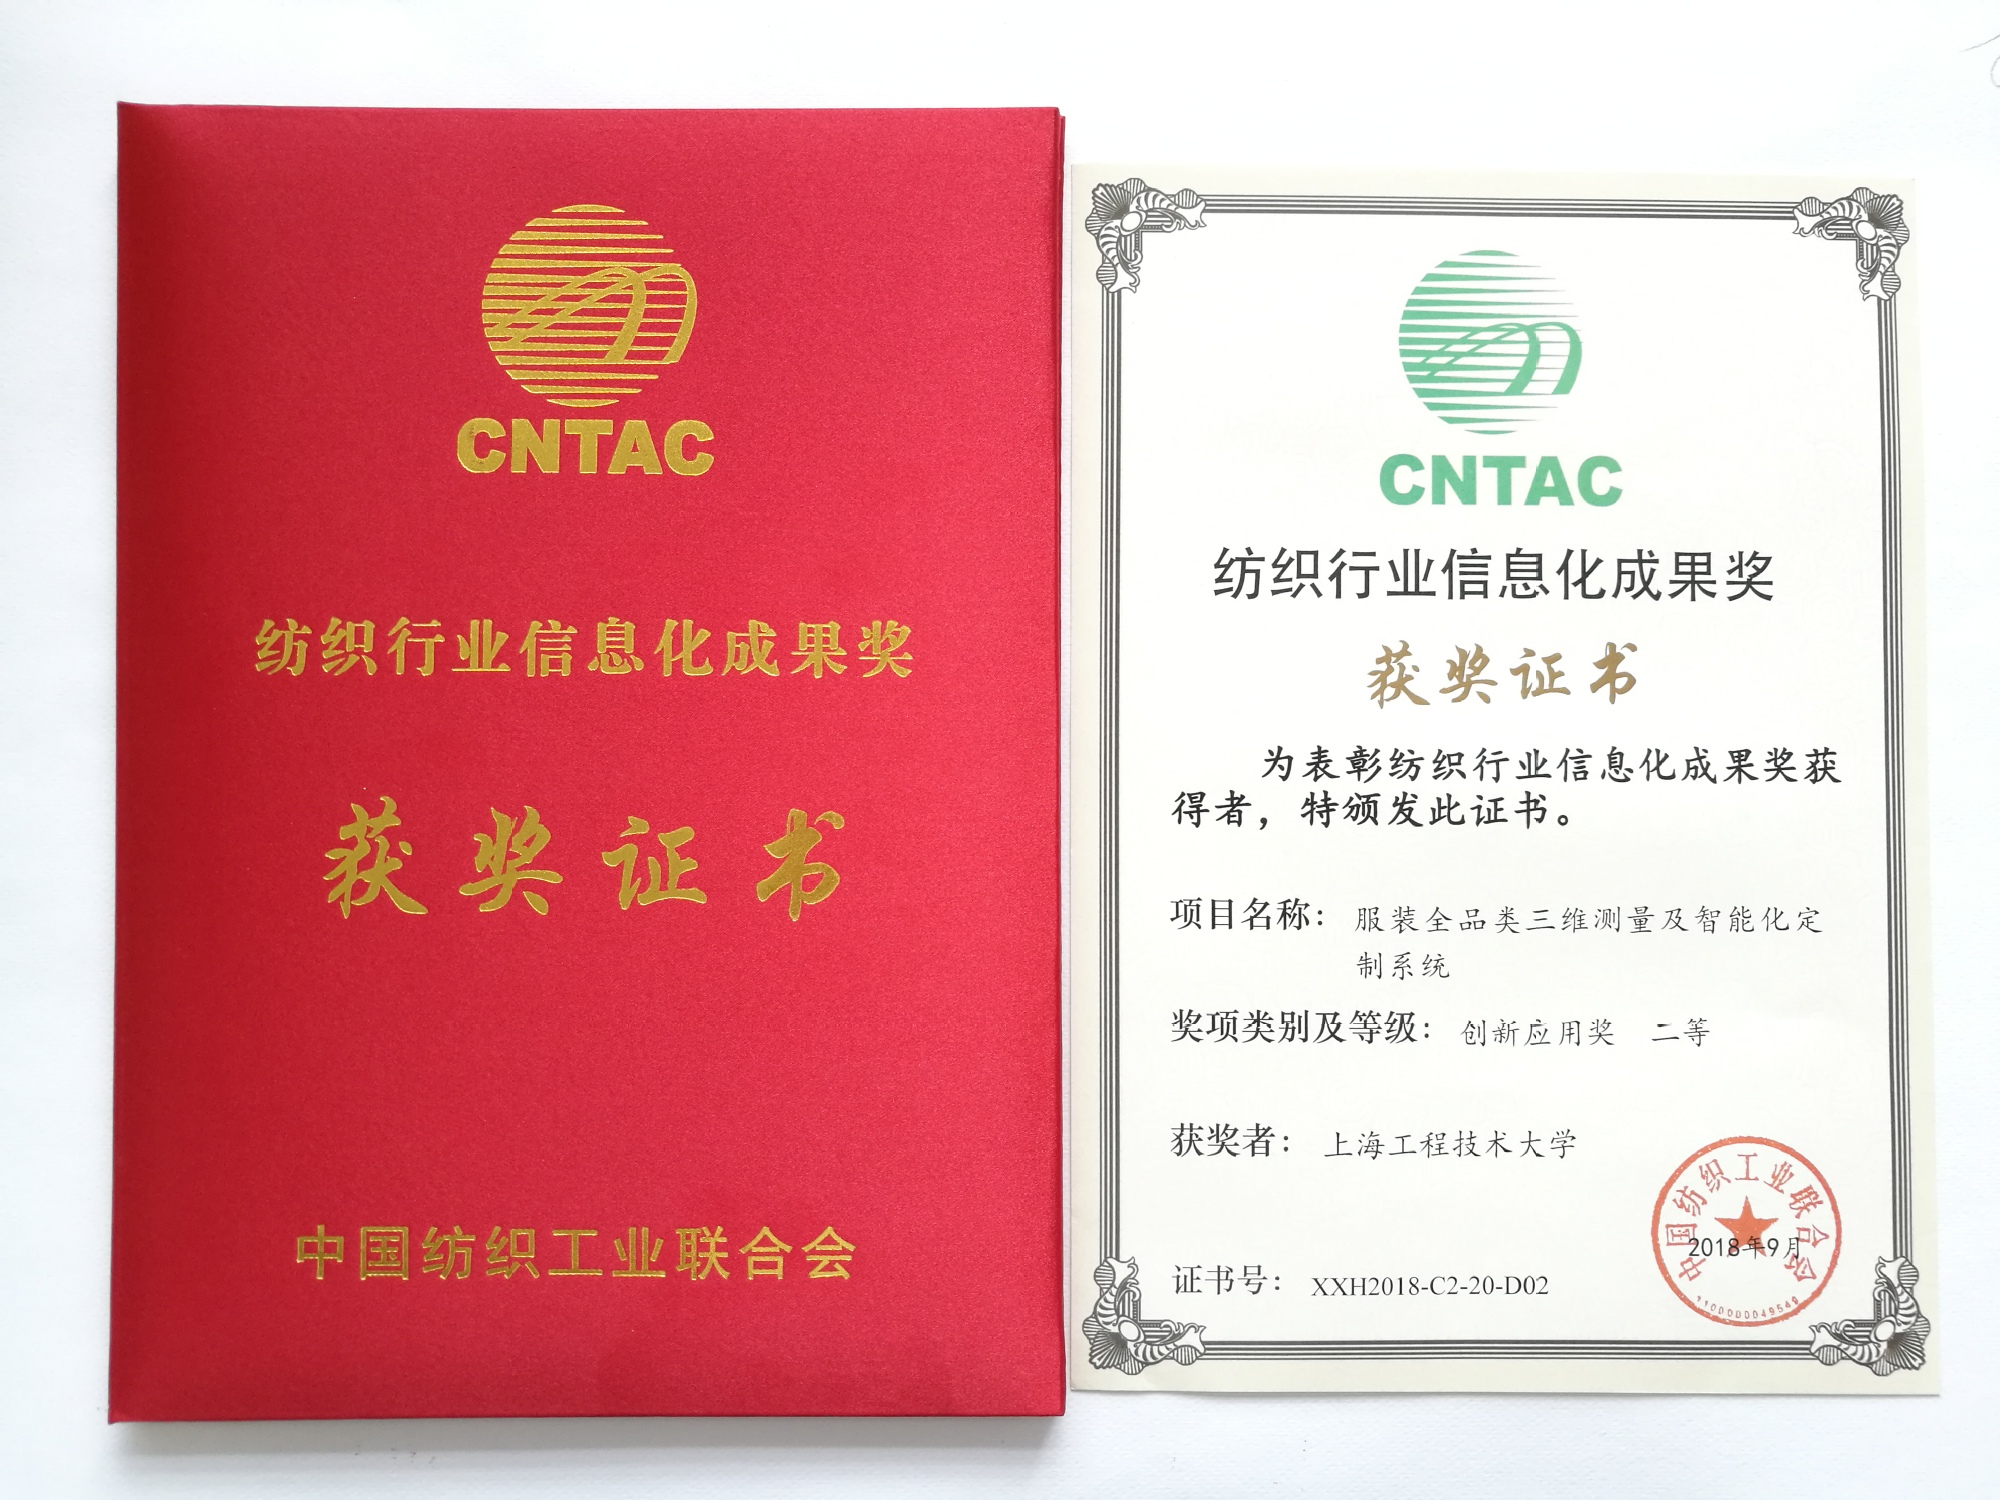 CNTAC
纺织行业信息化成果奖
获奖证书
中国纺织工业联合会
CNTAC
纺织行业信息化成果奖
获奖证书
为表彰纺织行业信息化成果奖获
得者，特颁发此证书。
项目名称：服装全品类三维测量及智能化定
制系统
奖项类别及等级：创新应用奖 二等
获奖者：上海工程技术大学
中国纺织工业联合会
2018年9月
证书号：XXH2018-C2-20-D02